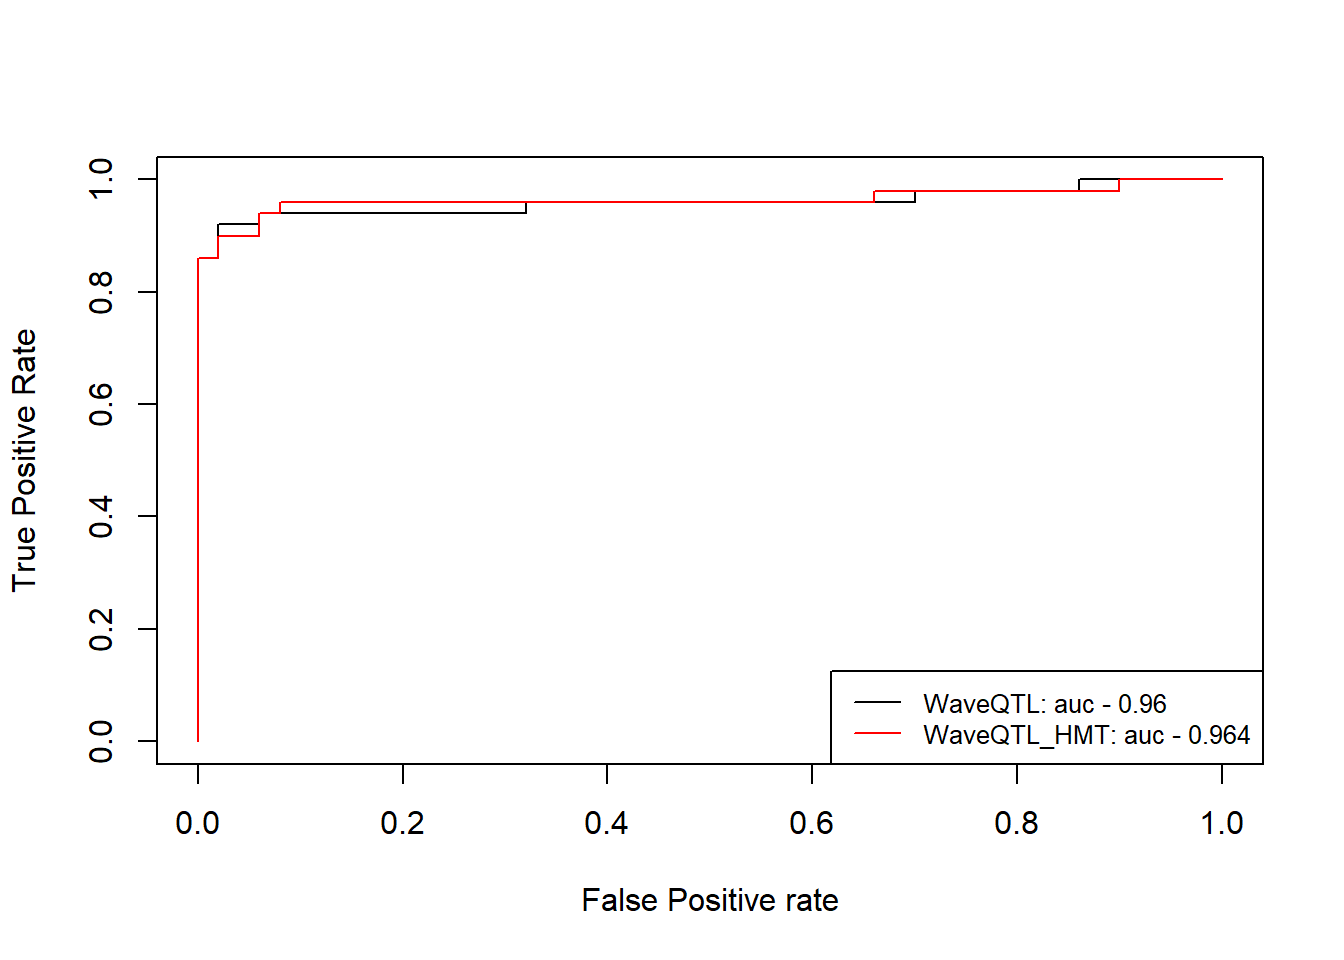 1.0
0.8
0.6
0.4
0.2
0.0
True Positive Rate
WaveQTL: auc - 0.96
WaveQTL_HMT: auc - 0.964
0.0 0.2 0.4 0.6 0.8 1.0
False Positive rate